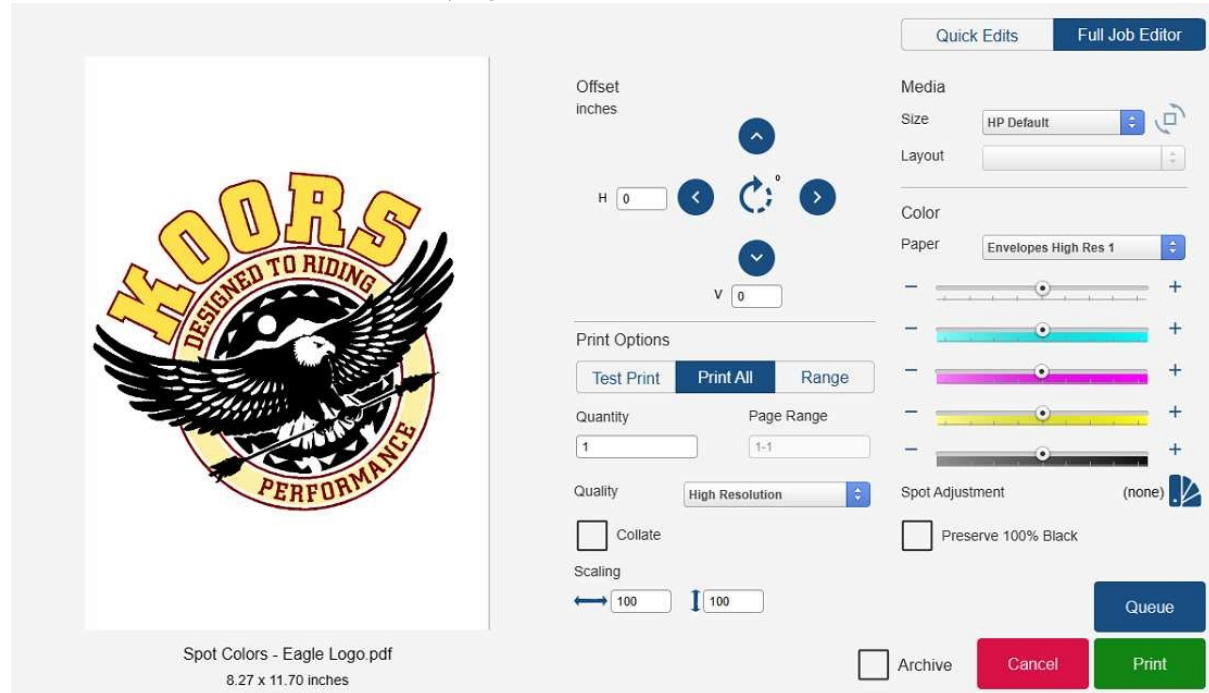 Quick Edits
Full Job Editor
KOORS
DESIGNED TO RIDING
PERFORMANCE
Spot Colors - Eagle Logo.pdf
8.27 x 11.70 inches
Offset
inches
H 0
V 0
Print Options
Test Print
Print All
Range
Quantity
Page Range
1
1-1
Quality
High Resolution
Collate
Scaling
100
100
Media
Size
HP Default
Layout
Color
Paper
Envelopes High Res 1
Spot Adjustment
(none)
Preserve 100% Black
Queue
Archive
Cancel
Print